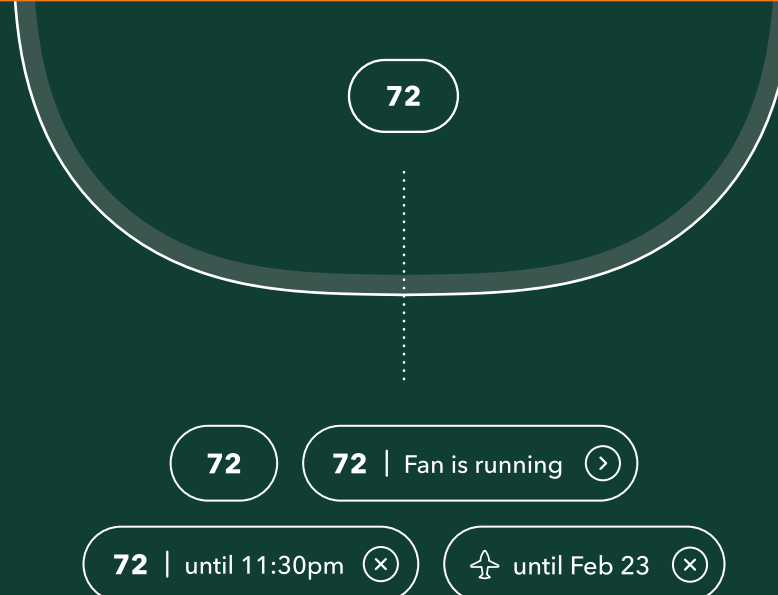 72
72
72 | Fan is running
72 | until 11:30pm
until Feb 23